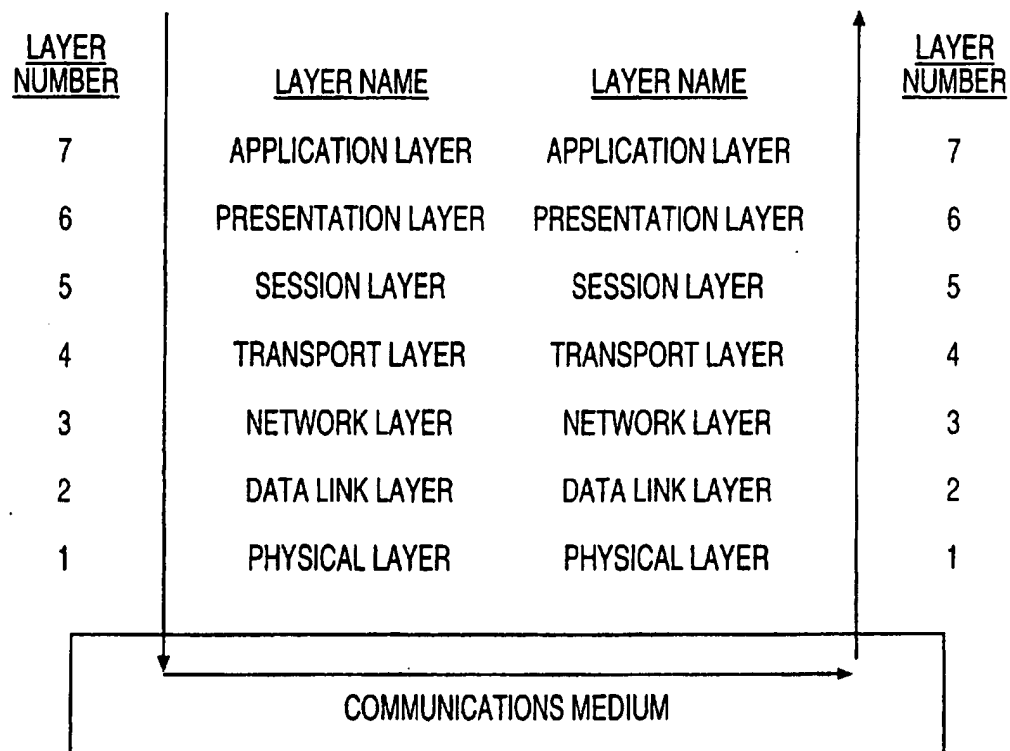 LAYER LAYER
NUMBER LAYER NAME LAYER NAME NUMBER
7 APPLICATION LAYER APPLICATION LAYER 7
6 PRESENTATION LAYER PRESENTATION LAYER 6
5 SESSION LAYER SESSION LAYER 5
4 TRANSPORT LAYER TRANSPORT LAYER 4
3 NETWORK LAYER NETWORK LAYER 3
2 DATA LINK LAYER DATA LINK LAYER 2
1 PHYSICAL LAYER PHYSICAL LAYER 1
COMMUNICATIONS MEDIUM